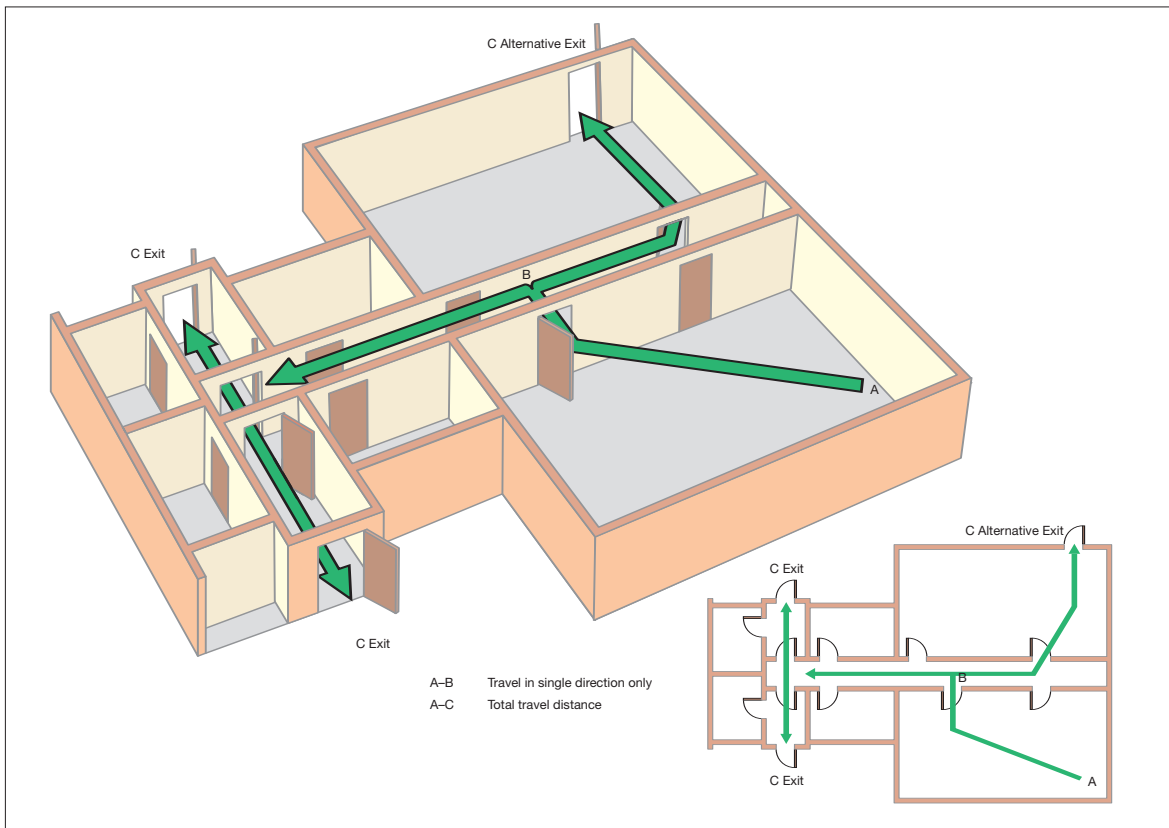 C Alternative Exit
C Exit
B
A
C Exit
A–B Travel in single direction only
A–C Total travel distance
C Alternative Exit
C Exit
B
A
C Exit